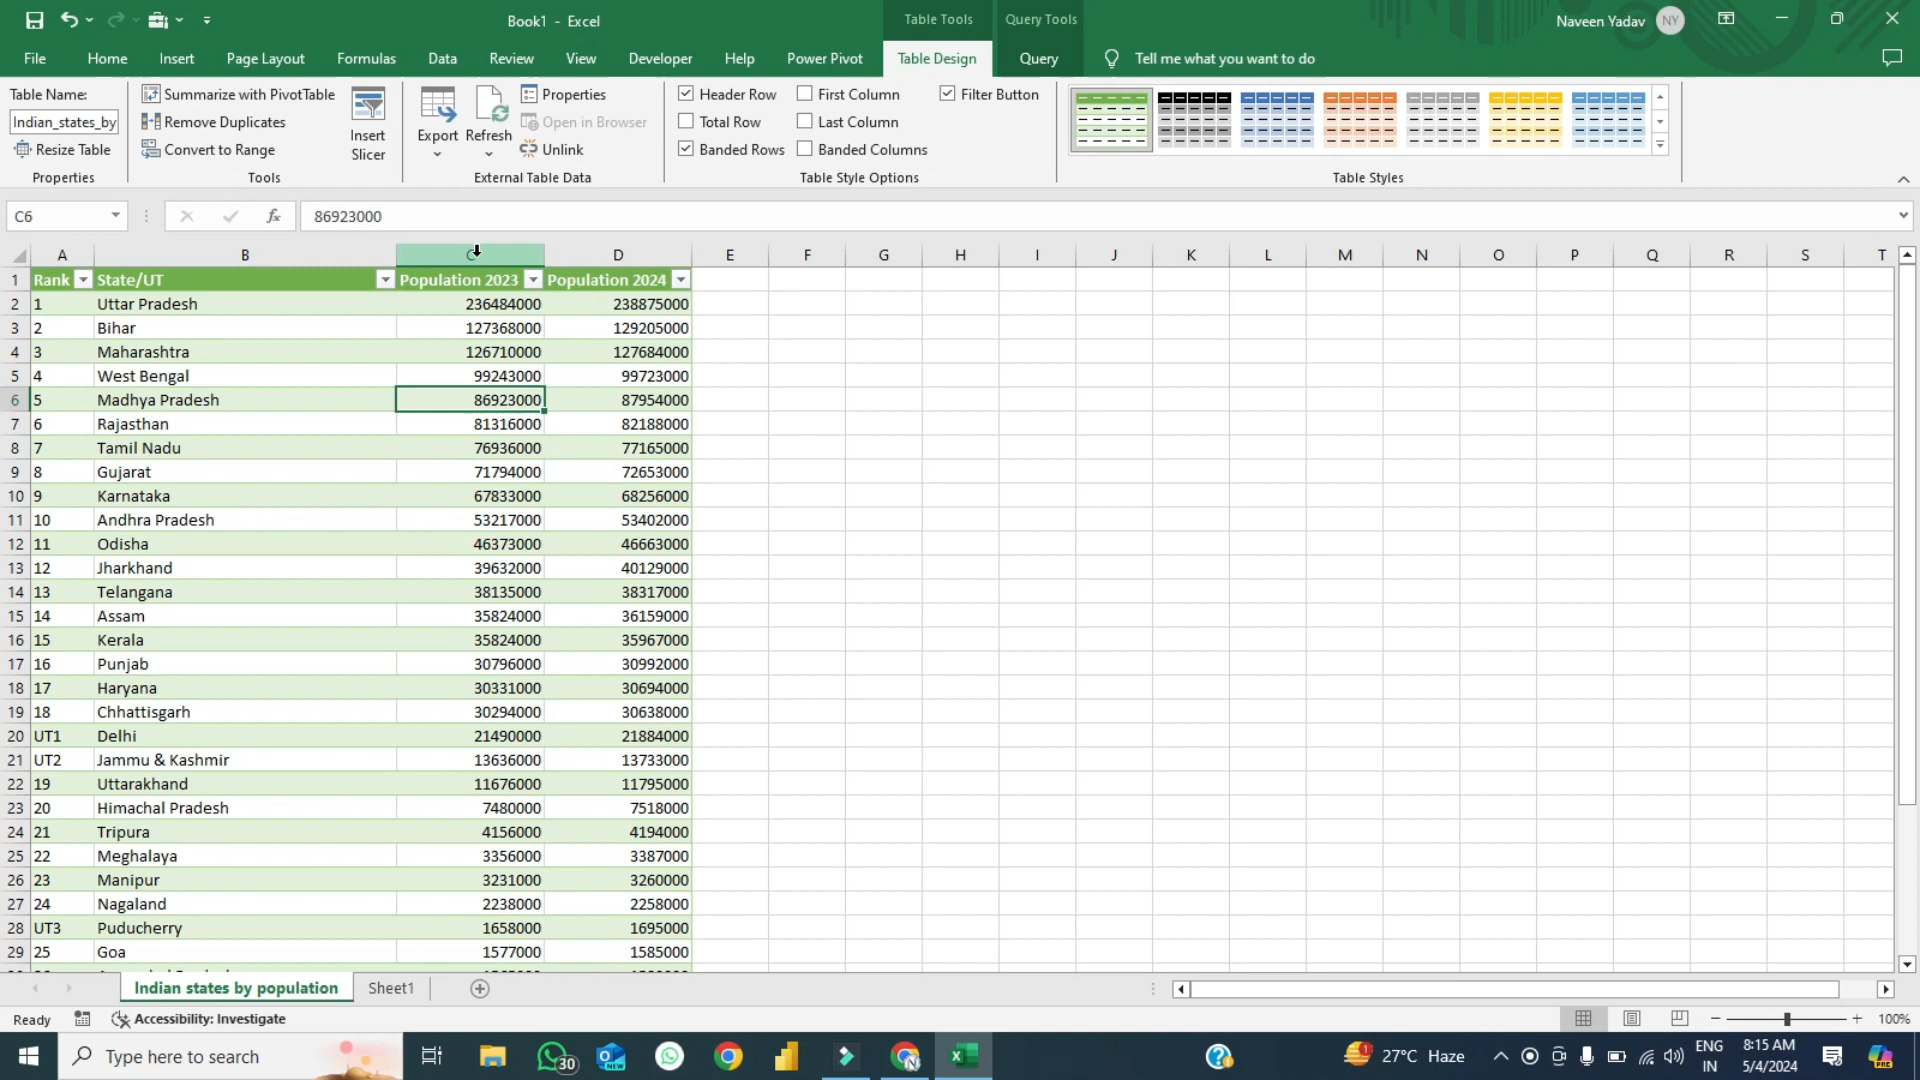 Book1 - Excel
Table Tools
Query Tools
Naveen Yadav
NY
File
Home
Insert
Page Layout
Formulas
Data
Review
View
Developer
Help
Power Pivot
Table Design
Query
Tell me what you want to do
Table Name:
Indian_states_by
Resize Table
Properties
Summarize with PivotTable
Remove Duplicates
Convert to Range
Tools
Insert
Slicer
Export
Refresh
Properties
Open in Browser
Unlink
External Table Data
Header Row
Total Row
Banded Rows
First Column
Last Column
Banded Columns
Filter Button
Table Style Options
Table Styles
C6
fx
86923000
A B C D E F G H I J K L M N O P Q R S T
1 Rank State/UT Population 2023 Population 2024
2 1 Uttar Pradesh 236484000 238875000
3 2 Bihar 127368000 129205000
4 3 Maharashtra 126710000 127684000
5 4 West Bengal 99243000 99723000
6 5 Madhya Pradesh 86923000 87954000
7 6 Rajasthan 81316000 82188000
8 7 Tamil Nadu 76936000 77165000
9 8 Gujarat 71794000 72653000
10 9 Karnataka 67833000 68256000
11 10 Andhra Pradesh 53217000 53402000
12 11 Odisha 46373000 46663000
13 12 Jharkhand 39632000 40129000
14 13 Telangana 38135000 38317000
15 14 Assam 35824000 36159000
16 15 Kerala 35824000 35967000
17 16 Punjab 30796000 30992000
18 17 Haryana 30331000 30694000
19 18 Chhattisgarh 30294000 30638000
20 UT1 Delhi 21490000 21884000
21 UT2 Jammu & Kashmir 13636000 13733000
22 19 Uttarakhand 11676000 11795000
23 20 Himachal Pradesh 7480000 7518000
24 21 Tripura 4156000 4194000
25 22 Meghalaya 3356000 3387000
26 23 Manipur 3231000 3260000
27 24 Nagaland 2238000 2258000
28 UT3 Puducherry 1658000 1695000
29 25 Goa 1577000 1585000
Indian states by population
Sheet1
Ready
Accessibility: Investigate
100%
Type here to search
30
NEW
N
1
27°C Haze
ENG
IN
8:15 AM
5/4/2024
PRE